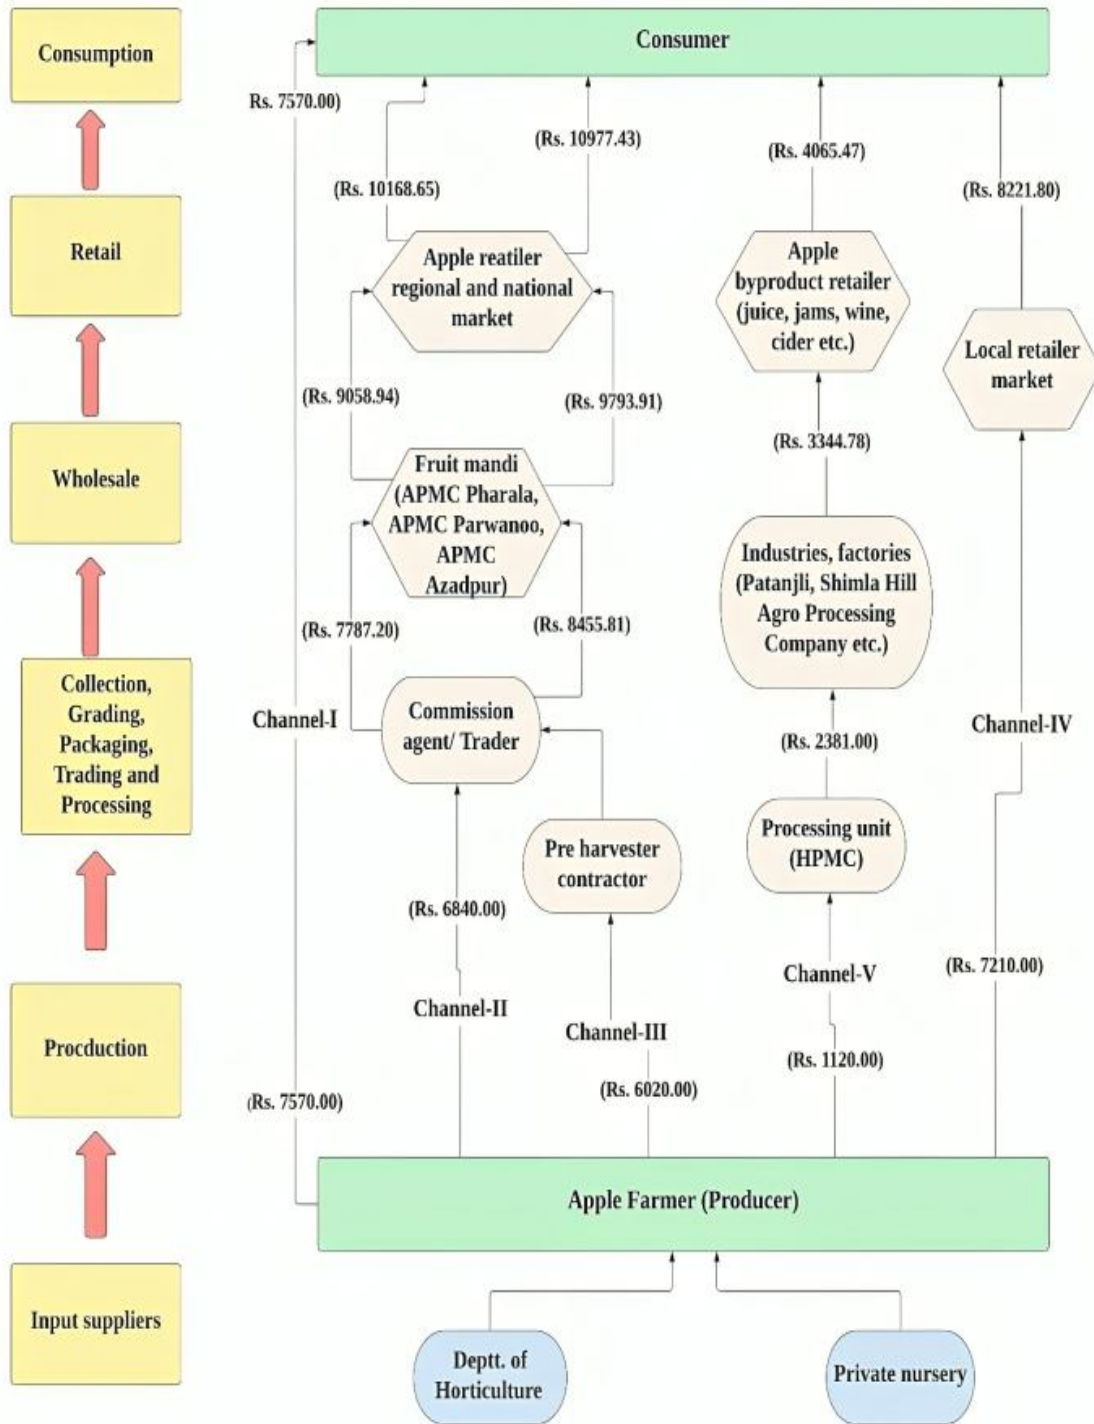 Consumption
Retail
Wholesale
Collection,
Grading,
Packaging,
Trading and
Processing
Procduction
Input suppliers
Consumer
Rs. 7570.00)
(Rs. 10168.65)
(Rs. 10977.43)
(Rs. 4065.47)
(Rs. 8221.80)
Apple reatiler
regional and national
market
Apple
byproduct retailer
(juice, jams, wine,
cider etc.)
Local retailer
market
(Rs. 9058.94)
(Rs. 9793.91)
(Rs. 3344.78)
Fruit mandi
(APMC Pharala,
APMC Parwanoo,
APMC
Azadpur)
Industries, factories
(Patanjli, Shimla Hill
Agro Processing
Company etc.)
(Rs. 7787.20)
(Rs. 8455.81)
Channel-I
Commission
agent/ Trader
(Rs. 2381.00)
Channel-IV
Pre harvester
contractor
Processing unit
(HPMC)
(Rs. 6840.00)
Channel-II
Channel-III
Channel-V
(Rs. 7210.00)
(Rs. 7570.00)
(Rs. 6020.00)
(Rs. 1120.00)
Apple Farmer (Producer)
Deptt. of
Horticulture
Private nursery